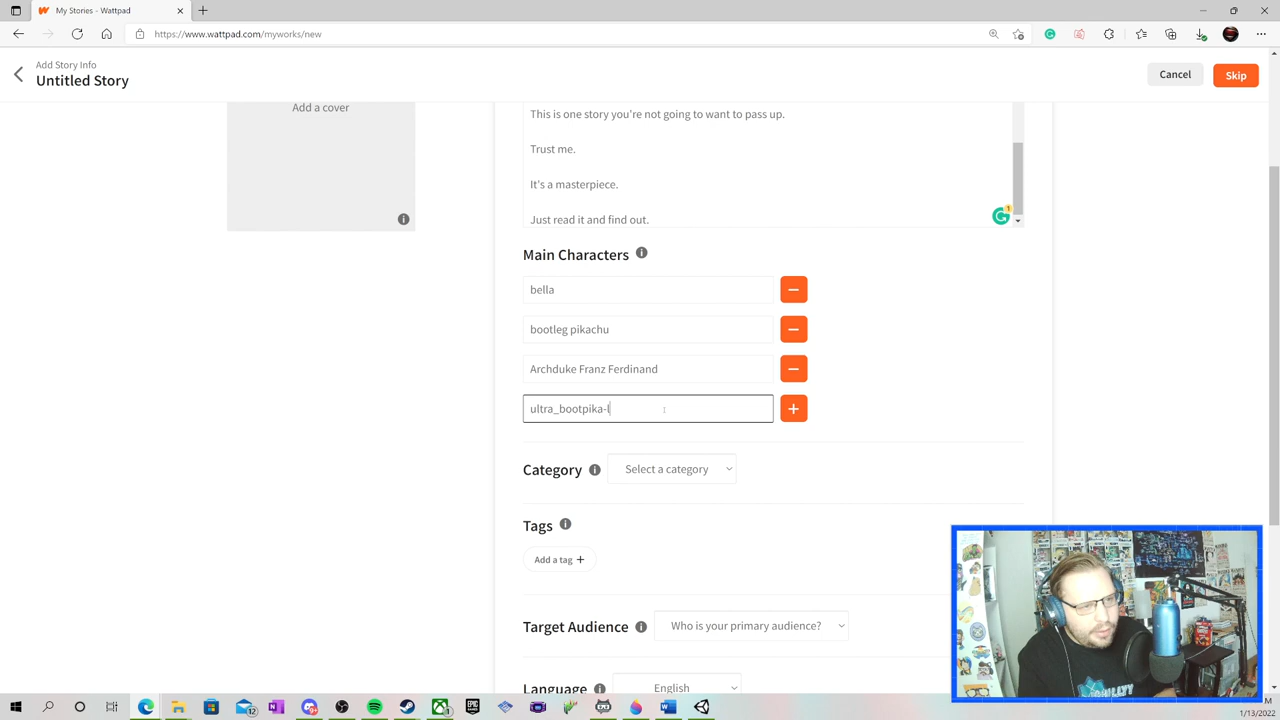 My Stories - Wattpad
https://www.wattpad.com/myworks/new
Add Story Info
Untitled Story
Cancel
Skip
Add a cover
This is one story you're not going to want to pass up.
Trust me.
It's a masterpiece.
Just read it and find out.
1
Main Characters
bella
bootleg pikachu
Archduke Franz Ferdinand
ultra_bootpika-l
Category
Select a category
Tags
Add a tag +
Target Audience
Who is your primary audience?
Language
English
12
EPIC
M
1/13/2022